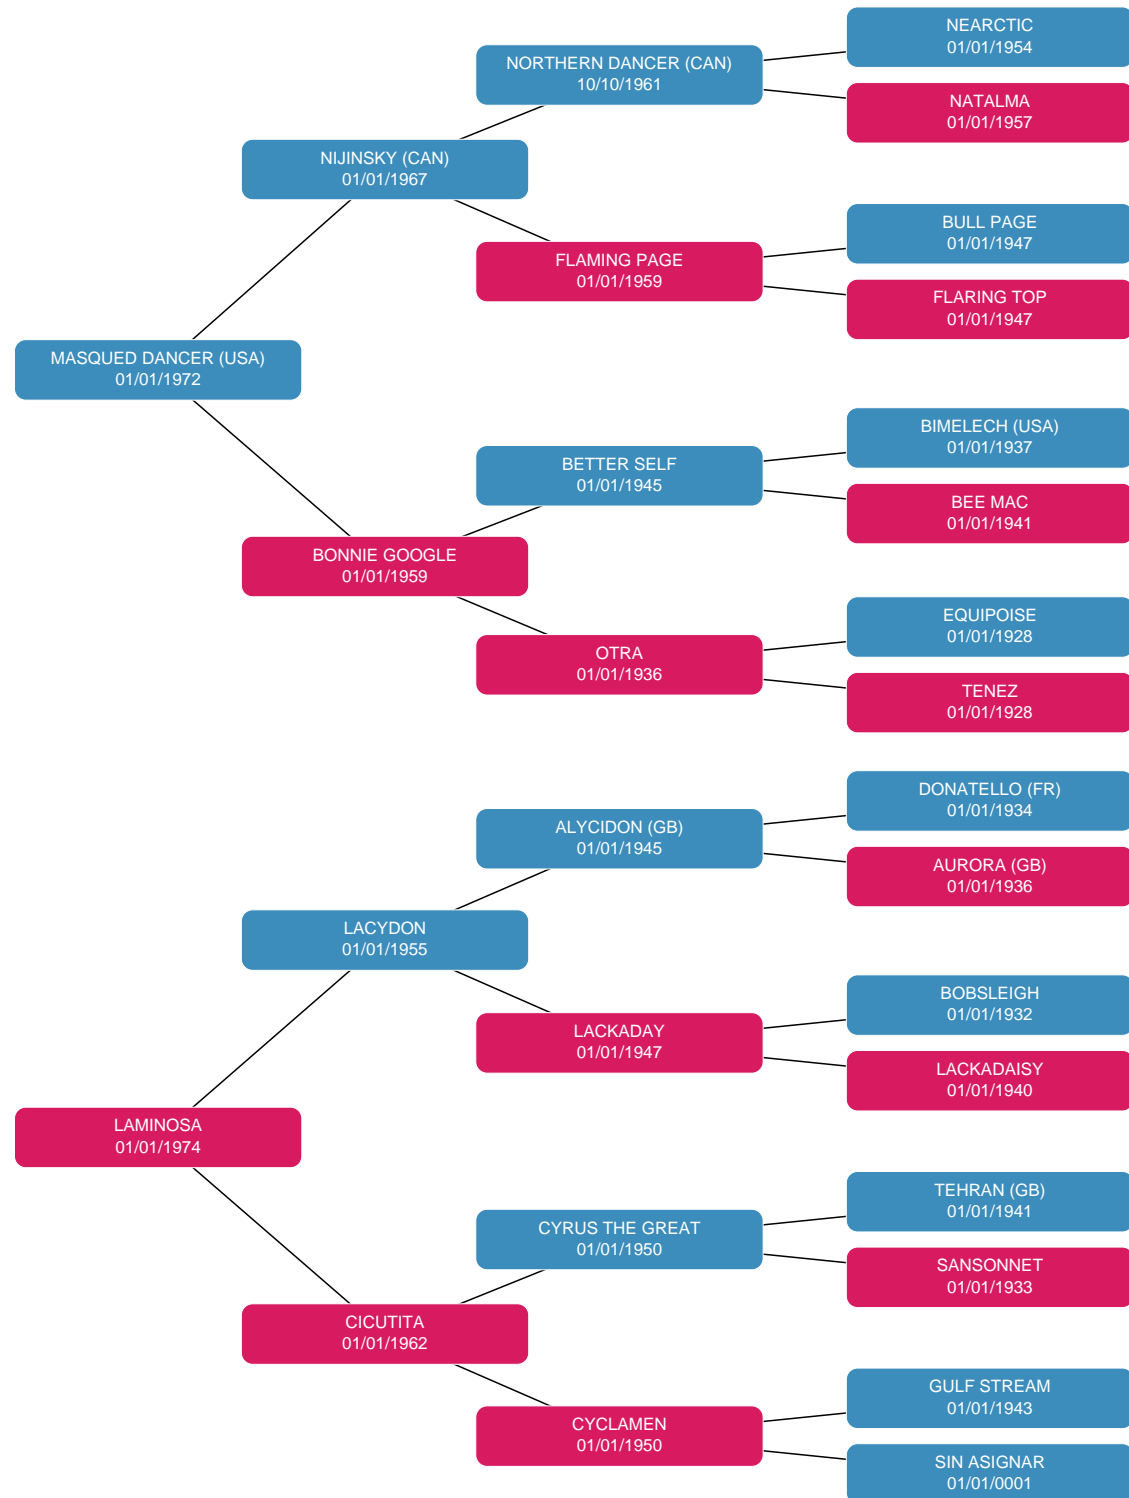 NEARCTIC
01/01/1954
NORTHERN DANCER (CAN)
10/10/1961
NATALMA
01/01/1957
NIJINSKY (CAN)
01/01/1967
BULL PAGE
01/01/1947
FLAMING PAGE
01/01/1959
FLARING TOP
01/01/1947
MASQUED DANCER (USA)
01/01/1972
BIMELECH (USA)
01/01/1937
BETTER SELF
01/01/1945
BEE MAC
01/01/1941
BONNIE GOOGLE
01/01/1959
EQUIPOISE
01/01/1928
OTRA
01/01/1936
TENEZ
01/01/1928
DONATELLO (FR)
01/01/1934
ALYCIDON (GB)
01/01/1945
AURORA (GB)
01/01/1936
LACYDON
01/01/1955
BOBSLEIGH
01/01/1932
LACKADAY
01/01/1947
LACKADAISY
01/01/1940
LAMINOSA
01/01/1974
TEHRAN (GB)
01/01/1941
CYRUS THE GREAT
01/01/1950
SANSONNET
01/01/1933
CICUTITA
01/01/1962
GULF STREAM
01/01/1943
CYCLAMEN
01/01/1950
SIN ASIGNAR
01/01/0001